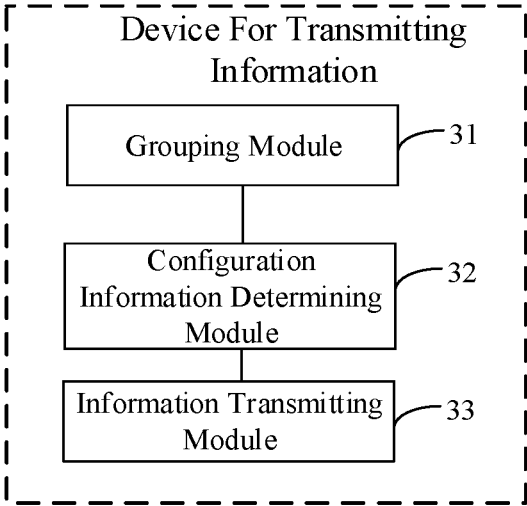 Device For Transmitting
Information
Grouping Module
31
Configuration
Information Determining
Module
32
Information Transmitting
Module
33